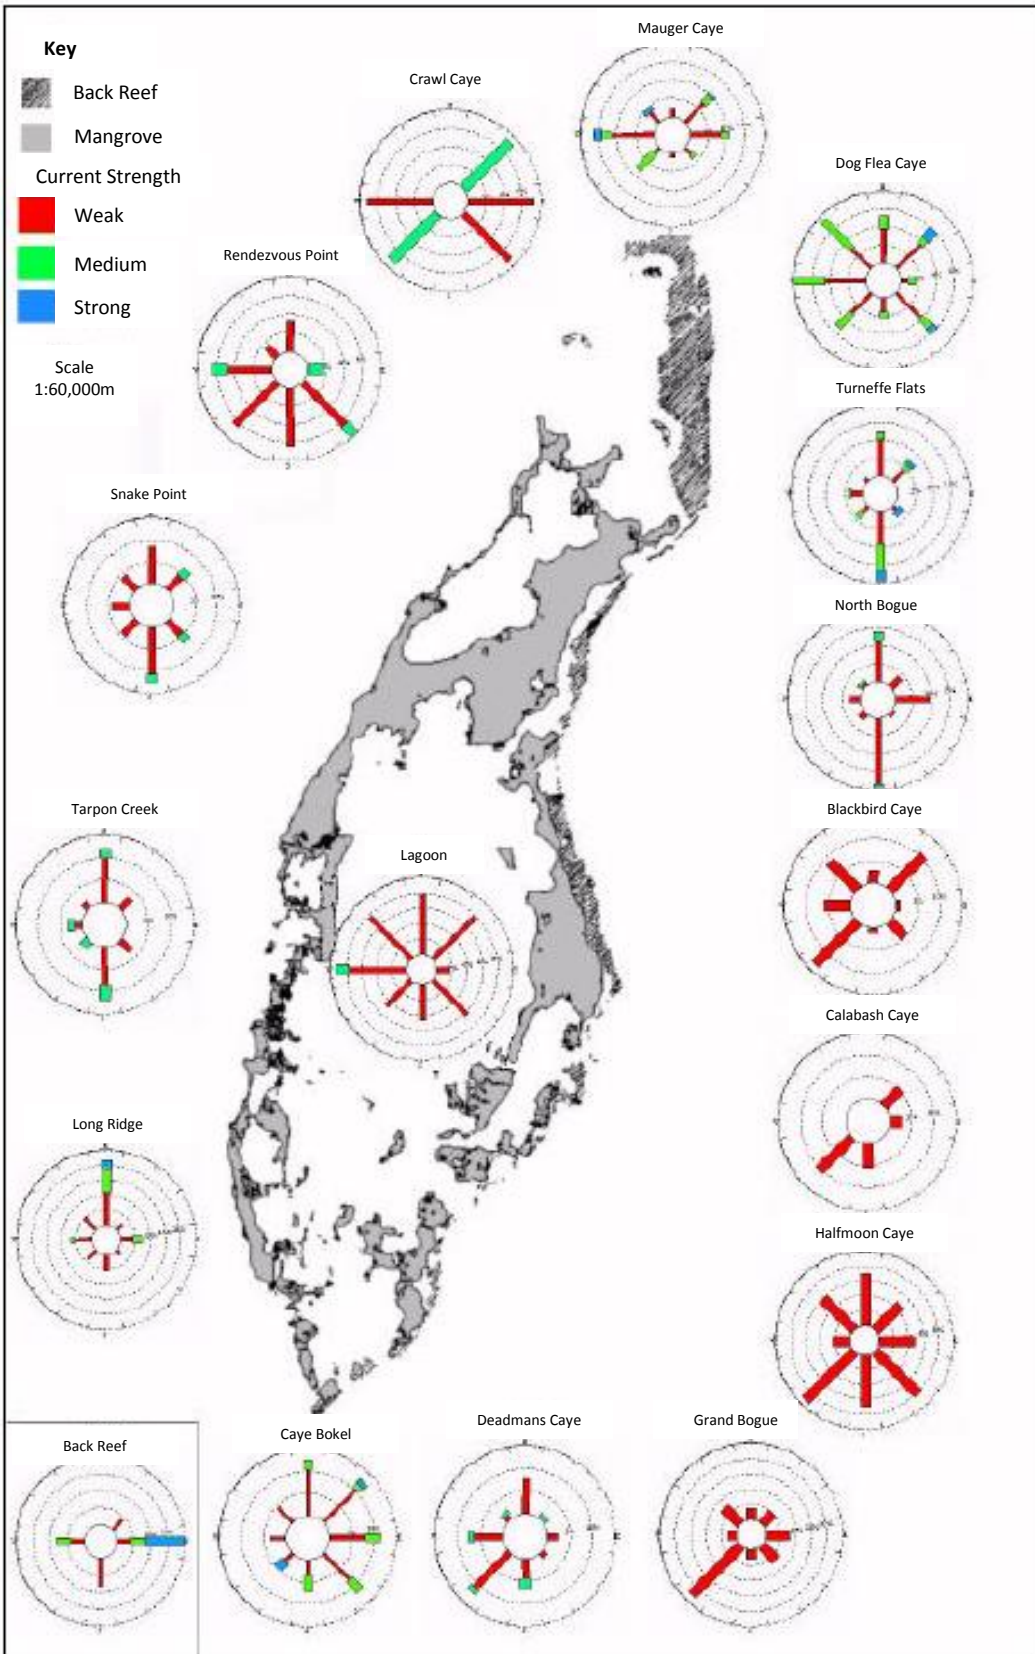 Key
Back Reef
Mangrove
Current Strength
Weak
Medium
Strong
Scale
1:60,000m
Mauger Caye
Crawl Caye
Dog Flea Caye
Rendezvous Point
Turneffe Flats
Snake Point
North Bogue
Tarpon Creek
Lagoon
Blackbird Caye
Calabash Caye
Long Ridge
Halfmoon Caye
Back Reef
Caye Bokel
Deadmans Caye
Grand Bogue